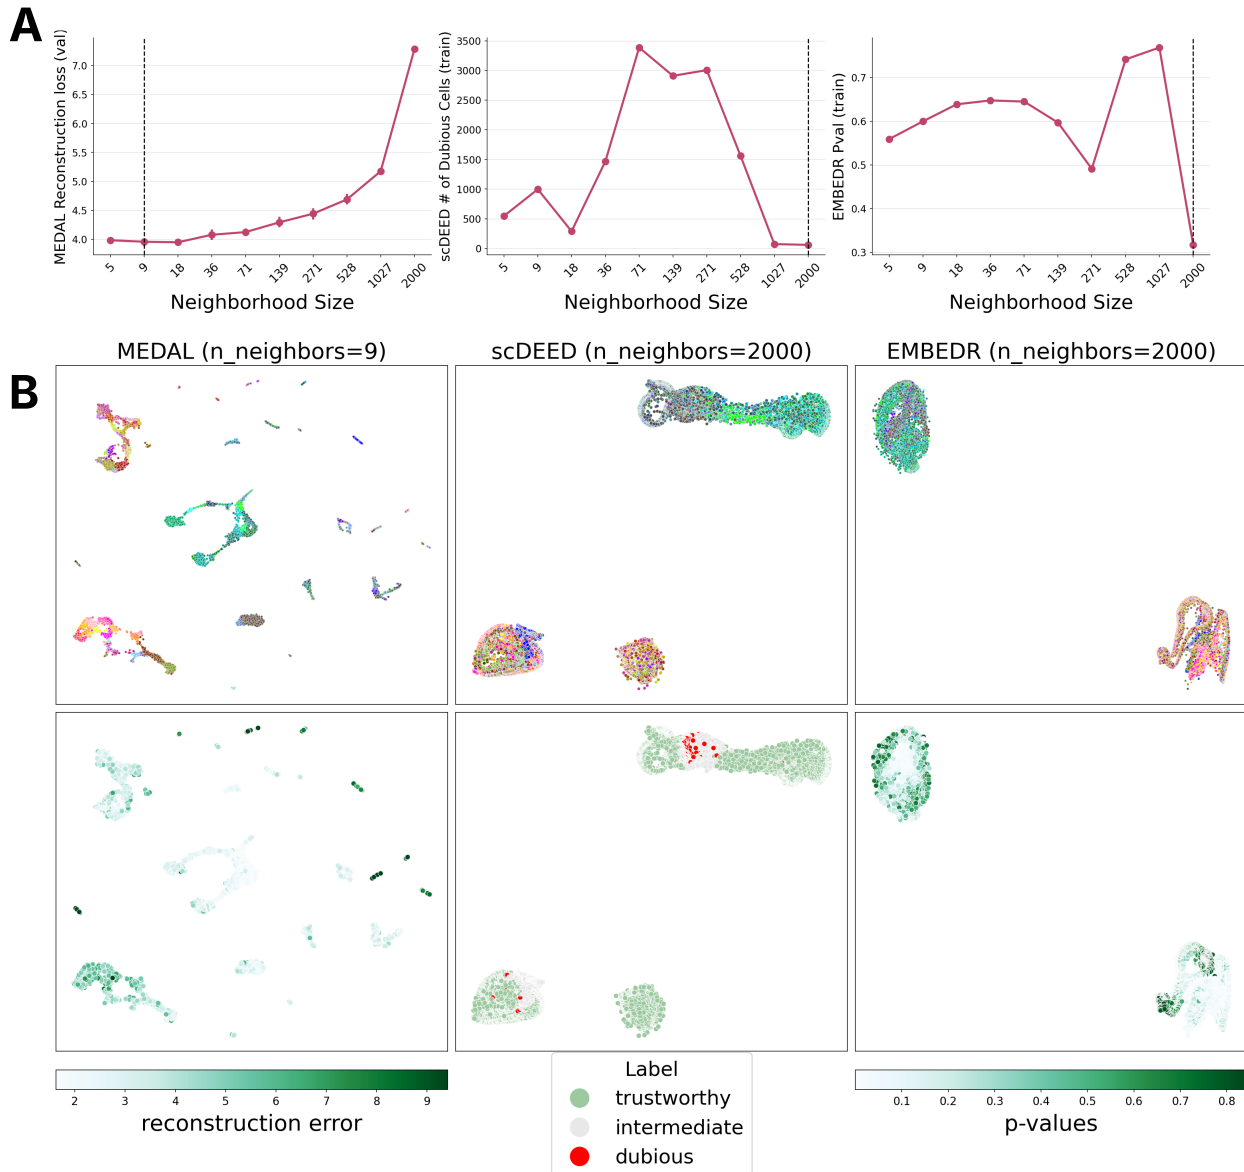 A
MEDAL Reconstruction loss (val)
7.0
6.5
6.0
5.5
5.0
4.5
4.0
5 9 18 36 71 139 271 528 1027 2000
Neighborhood Size
scDEED # of Dubious Cells (train)
3500
3000
2500
2000
1500
1000
500
0
5 9 18 36 71 139 271 528 1027 2000
Neighborhood Size
EMBEDR Pval (train)
0.7
0.6
0.5
0.4
0.3
5 9 18 36 71 139 271 528 1027 2000
Neighborhood Size
B
MEDAL (n_neighbors=9)
scDEED (n_neighbors=2000)
EMBEDR (n_neighbors=2000)
2 3 4 5 6 7 8 9
reconstruction error
Label
trustworthy
intermediate
dubious
0.1 0.2 0.3 0.4 0.5 0.6 0.7 0.8
p-values